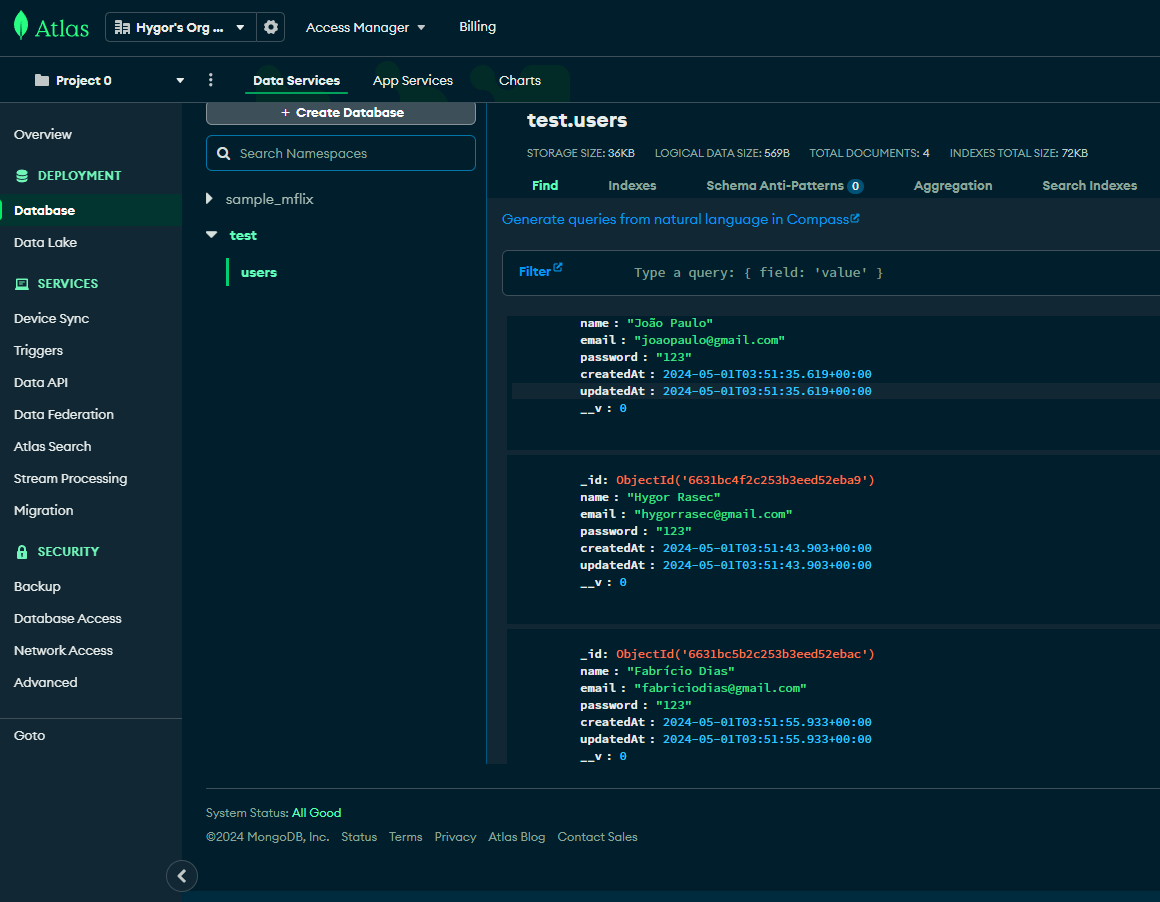 Atlas
Hygor's Org ...
Access Manager
Billing
Project 0
Data Services
App Services
Charts
Overview
DEPLOYMENT
Database
Data Lake
SERVICES
Device Sync
Triggers
Data API
Data Federation
Atlas Search
Stream Processing
Migration
SECURITY
Backup
Database Access
Network Access
Advanced
Goto
+ Create Database
Search Namespaces
sample_mflix
test
users
test.users
STORAGE SIZE: 36KB LOGICAL DATA SIZE: 569B TOTAL DOCUMENTS: 4 INDEXES TOTAL SIZE: 72KB
Find Indexes Schema Anti-Patterns 0 Aggregation Search Indexes
Generate queries from natural language in Compass
Filter Type a query: { field: 'value' }
name : "João Paulo"
email : "joaopaulo@gmail.com"
password : "123"
createdAt : 2024-05-01T03:51:35.619+00:00
updatedAt : 2024-05-01T03:51:35.619+00:00
__v : 0
_id: ObjectId('6631bc4f2c253b3eed52eba9')
name : "Hygor Rasec"
email : "hygorrasec@gmail.com"
password : "123"
createdAt : 2024-05-01T03:51:43.903+00:00
updatedAt : 2024-05-01T03:51:43.903+00:00
__v : 0
_id: ObjectId('6631bc5b2c253b3eed52ebac')
name : "Fabrício Dias"
email : "fabriciodias@gmail.com"
password : "123"
createdAt : 2024-05-01T03:51:55.933+00:00
updatedAt : 2024-05-01T03:51:55.933+00:00
__v : 0
System Status: All Good
©2024 MongoDB, Inc. Status Terms Privacy Atlas Blog Contact Sales